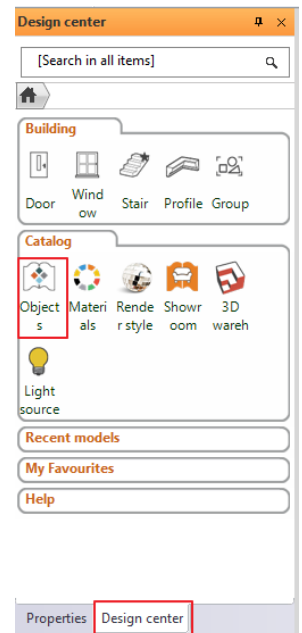 Design center
[Search in all items]
Building
Door
Wind
ow
Stair
Profile
Group
Catalog
Object
s
Materi
als
Rende
r style
Showr
oom
3D
wareh
Light
source
Recent models
My Favourites
Help
Properties
Design center